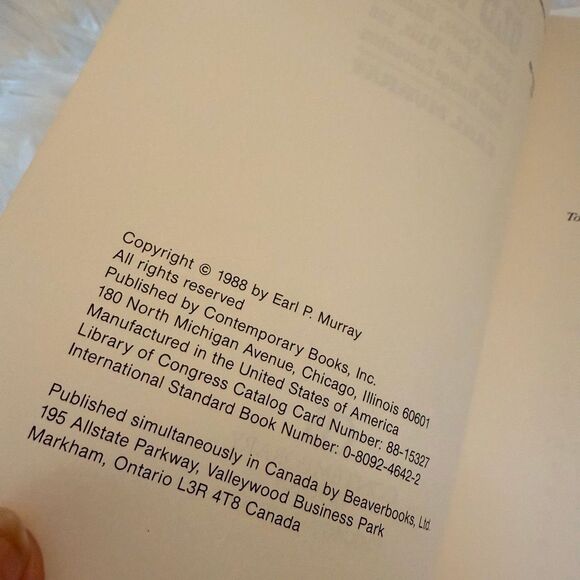 Copyright © 1988 by Earl P. Murray
All rights reserved
Published by Contemporary Books, Inc.
180 North Michigan Avenue, Chicago, Illinois 60601
Manufactured in the United States of America
Library of Congress Catalog Card Number: 88-15327
International Standard Book Number: 0-8092-4642-2
Published simultaneously in Canada by Beaverbooks, Ltd.
195 Allstate Parkway, Valleywood Business Park
Markham, Ontario L3R 4T8 Canada
To